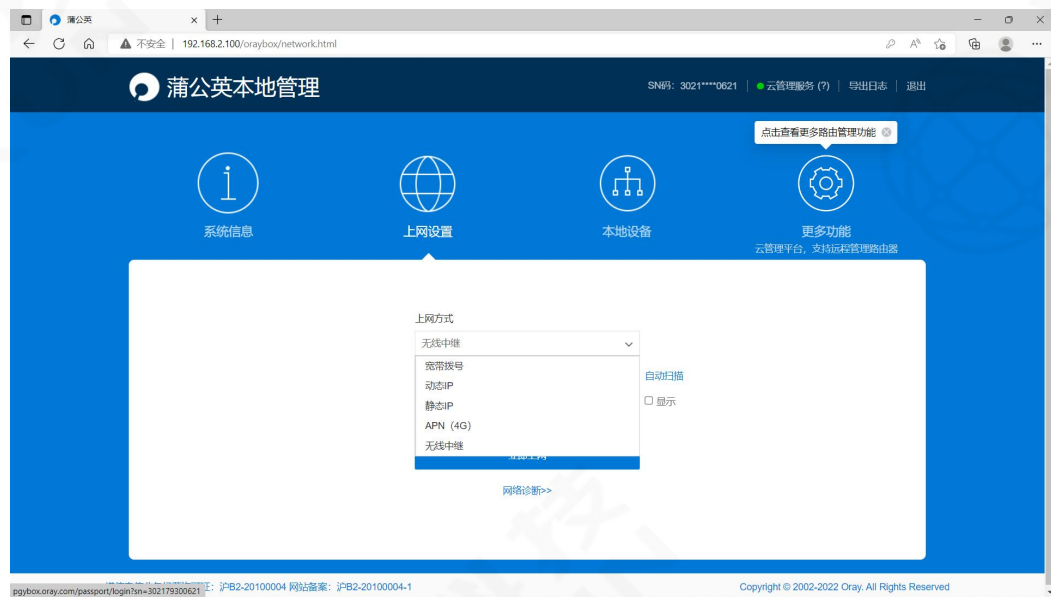 蒲公英
不安全 | 192.168.2.100/oraybox/network.html
蒲公英本地管理
SN码：3021****0621 | 云管理服务 (?) | 导出日志 | 退出
点击查看更多路由管理功能
系统信息
上网设置
本地设备
更多功能
云管理平台，支持远程管理路由器
上网方式
无线中继
宽带拨号
动态IP
自动扫描
静态IP
显示
APN（4G）
无线中继
网络诊断>>
证：沪B2-20100004 网站备案：沪B2-20100004-1
Copyright © 2002-2022 Oray. All Rights Reserved
pgybox.oray.com/passport/login?sn=302179300621